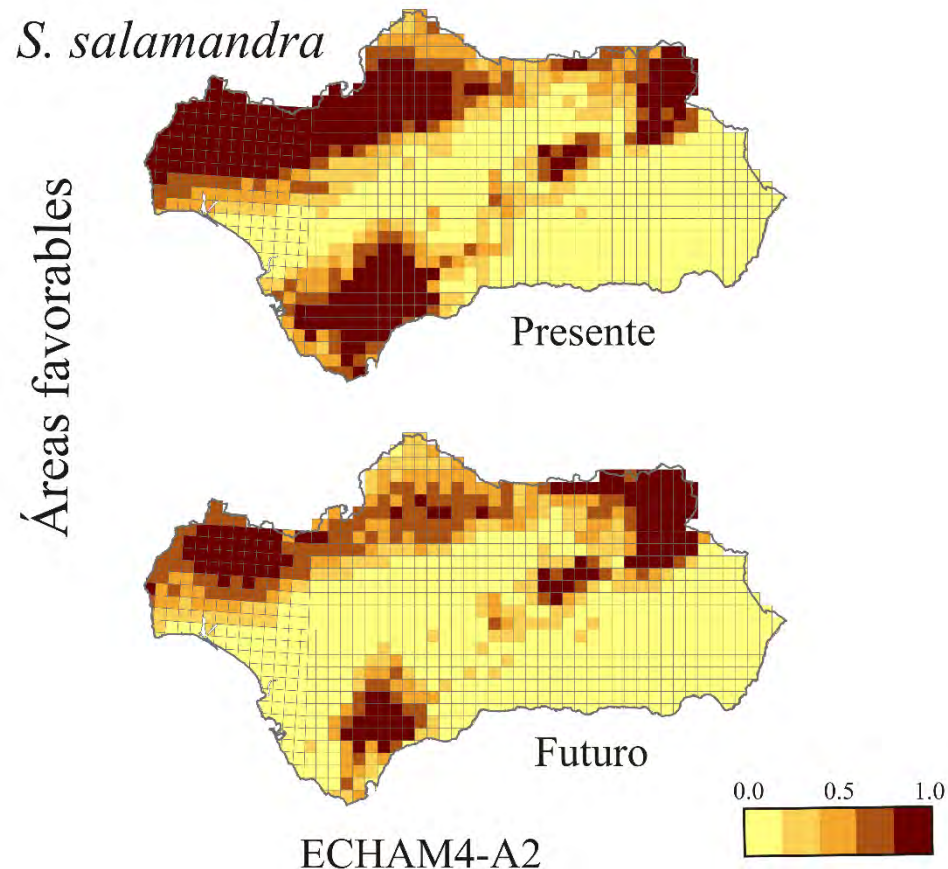 S. salamandra
Áreas favorables
Presente
Futuro
0.0 0.5 1.0
ECHAM4-A2